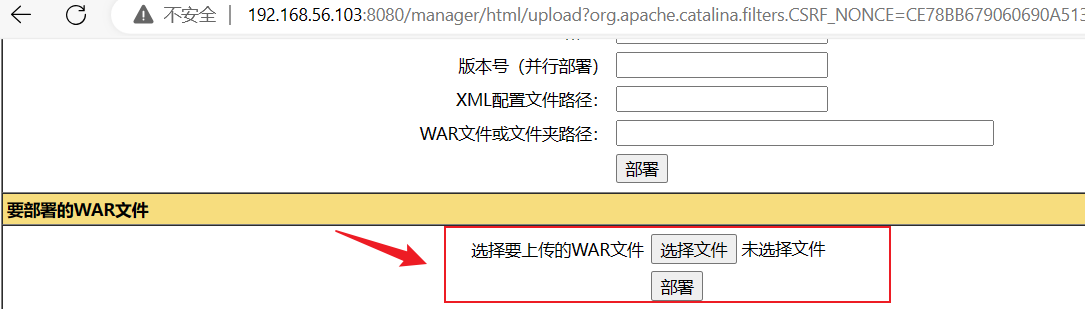 不安全 192.168.56.103:8080/manager/html/upload?org.apache.catalina.filters.CSRF_NONCE=CE78BB679060690A513
版本号（并行部署）
XML配置文件路径：
WAR文件或文件夹路径：
部署
要部署的WAR文件
选择要上传的WAR文件 选择文件 未选择文件
部署